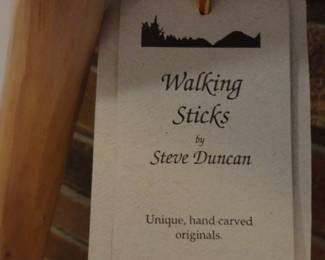 Walking
Sticks
by
Steve Duncan
Unique, hand carved
originals.